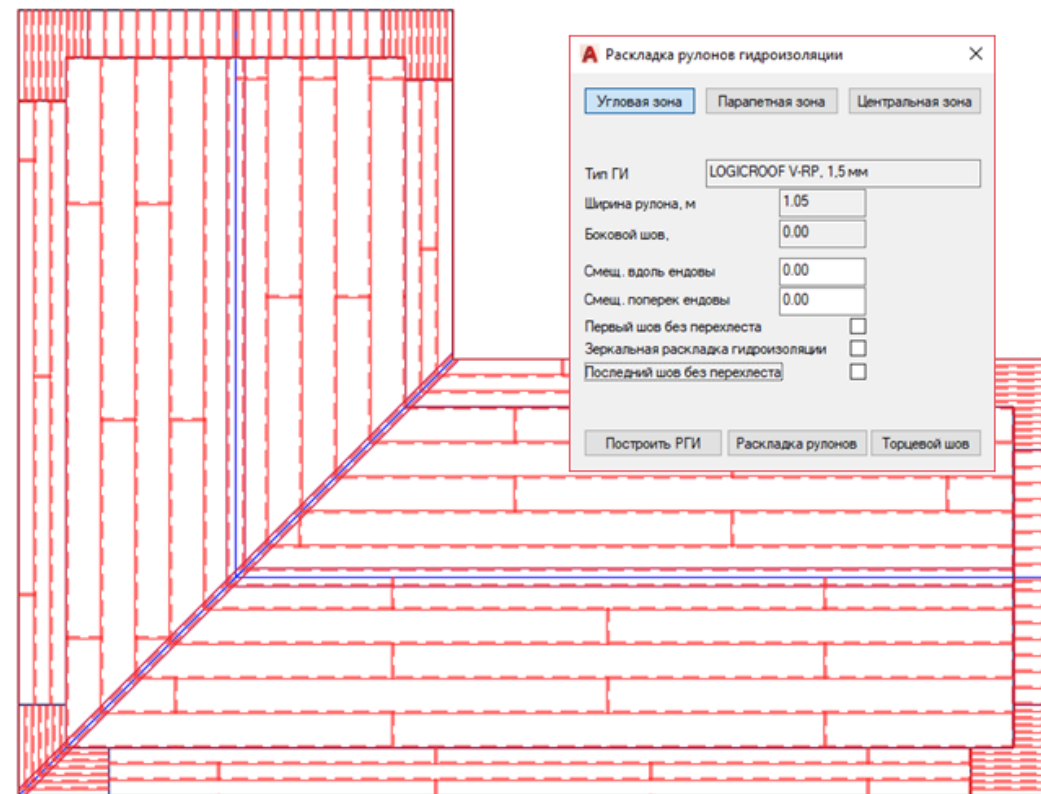 Раскладка рулонов гидроизоляции
Угловая зона Парапетная зона Центральная зона
Тип ГИ LOGICROOF V-RP, 1,5 мм
Ширина рулона, м 1.05
Боковой шов, 0.00
Смещ. вдоль ендовы 0.00
Смещ. поперек ендовы 0.00
Первый шов без перехлеста
Зеркальная раскладка гидроизоляции
Последний шов без перехлеста
Построить РГИ Раскладка рулонов Торцевой шов